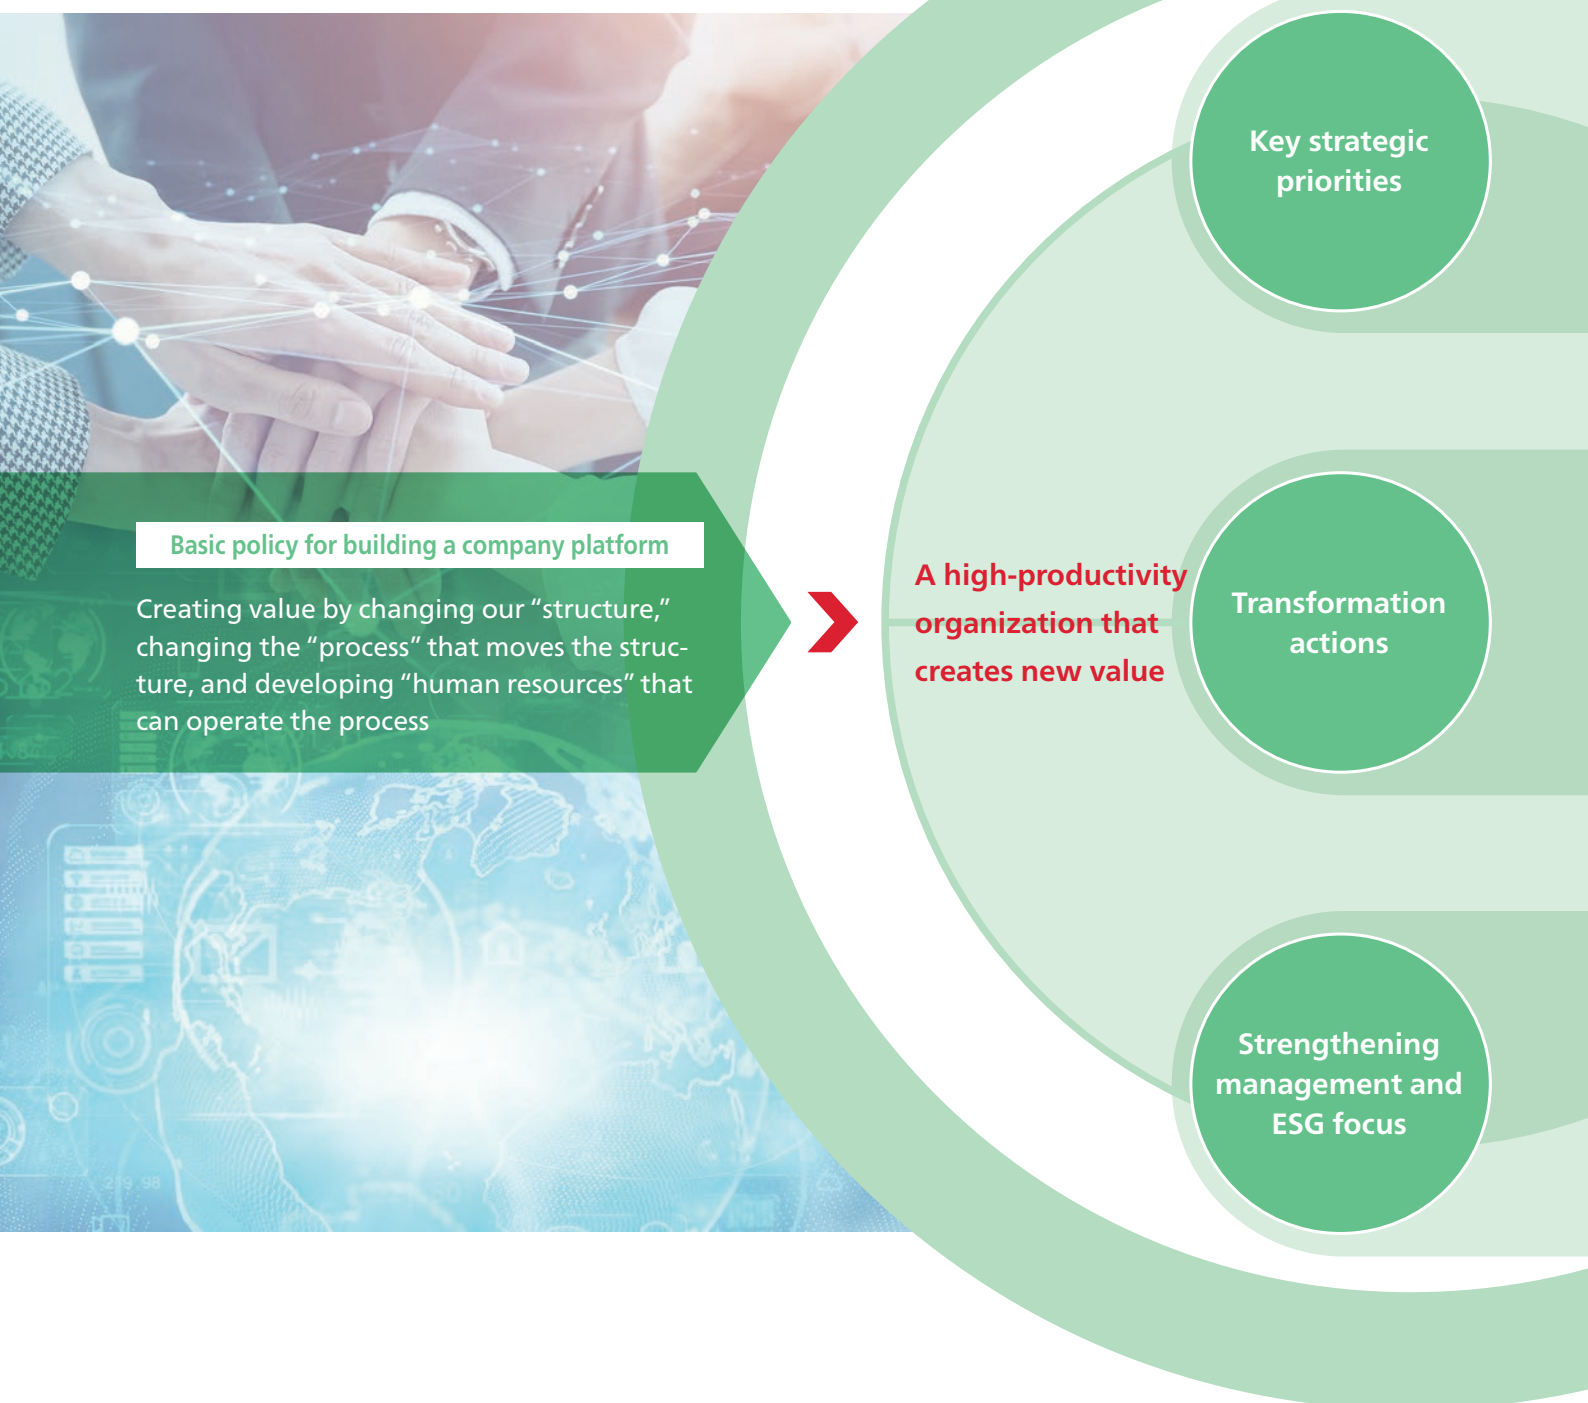 Key strategic
priorities
Basic policy for building a company platform
Creating value by changing our “structure,”
changing the “process” that moves the struc-
ture, and developing “human resources” that
can operate the process
A high-productivity
organization that
creates new value
Transformation
actions
Strengthening
management and
ESG focus